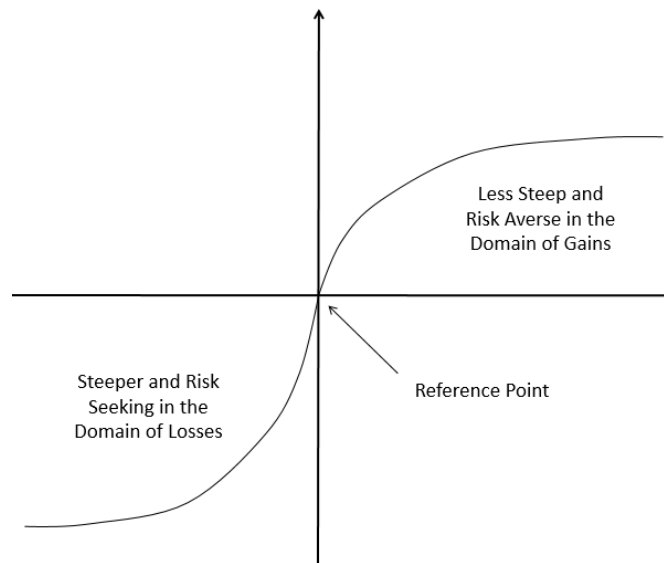 Less Steep and
Risk Averse in the
Domain of Gains
Steeper and Risk
Seeking in the
Domain of Losses
Reference Point